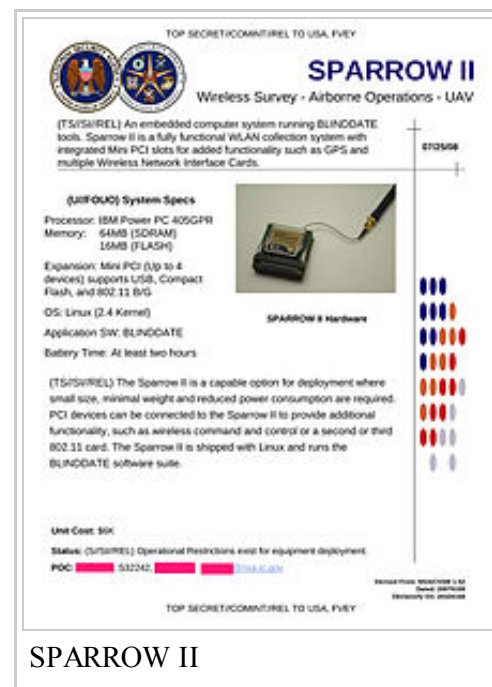 TOP SECRET//COMINT//REL TO USA, FVEY
SPARROW II
Wireless Survey - Airborne Operations - UAV
(TS//SI//REL) An embedded computer system running BLINDDATE
tools. Sparrow II is a fully functional WLAN collection system with
integrated Mini PCI slots for added functionality such as GPS and
multiple Wireless Network Interface Cards.
07/25/08
(U//FOUO) System Specs
Processor: IBM Power PC 405GPR
Memory: 64MB (SDRAM)
16MB (FLASH)
Expansion: Mini PCI (Up to 4
devices) supports USB, Compact
Flash, and 802.11 B/G
OS: Linux (2.4 Kernel)
Application SW: BLINDDATE
Battery Time: At least two hours
SPARROW II Hardware
(TS//SI//REL) The Sparrow II is a capable option for deployment where
small size, minimal weight and reduced power consumption are required.
PCI devices can be connected to the Sparrow II to provide additional
functionality, such as wireless command and control or a second or third
802.11 card. The Sparrow II is shipped with Linux and runs the
BLINDDATE software suite.
Unit Cost: $6K
Status: (S//SI//REL) Operational Restrictions exist for equipment deployment.
POC: S32242,
TOP SECRET//COMINT//REL TO USA, FVEY
SPARROW II